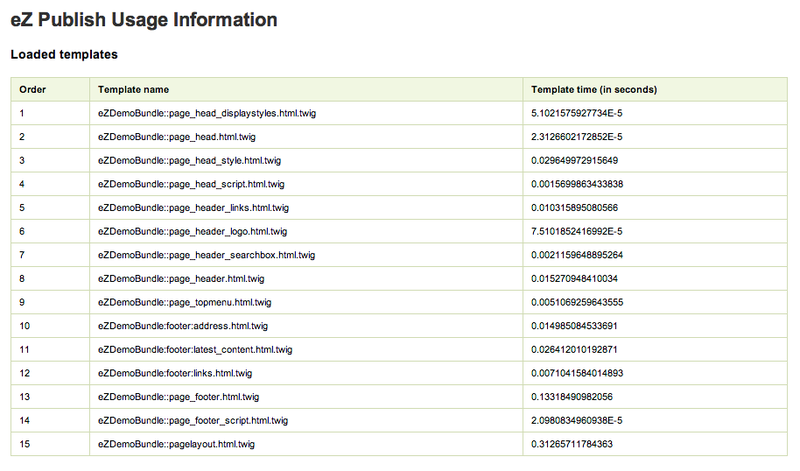 eZ Publish Usage Information
Loaded templates
Order Template name Template time (in seconds)
1 eZDemoBundle::page_head_displaystyles.html.twig 5.1021575927734E-5
2 eZDemoBundle::page_head.html.twig 2.3126602172852E-5
3 eZDemoBundle::page_head_style.html.twig 0.029649972915649
4 eZDemoBundle::page_head_script.html.twig 0.0015699863433838
5 eZDemoBundle::page_header_links.html.twig 0.010315895080566
6 eZDemoBundle::page_header_logo.html.twig 7.5101852416992E-5
7 eZDemoBundle::page_header_searchbox.html.twig 0.0021159648895264
8 eZDemoBundle::page_header.html.twig 0.015270948410034
9 eZDemoBundle::page_topmenu.html.twig 0.0051069259643555
10 eZDemoBundle:footer:address.html.twig 0.014985084533691
11 eZDemoBundle:footer:latest_content.html.twig 0.026412010192871
12 eZDemoBundle:footer:links.html.twig 0.0071041584014893
13 eZDemoBundle::page_footer.html.twig 0.13318490982056
14 eZDemoBundle::page_footer_script.html.twig 2.0980834960938E-5
15 eZDemoBundle::pagelayout.html.twig 0.31265711784363